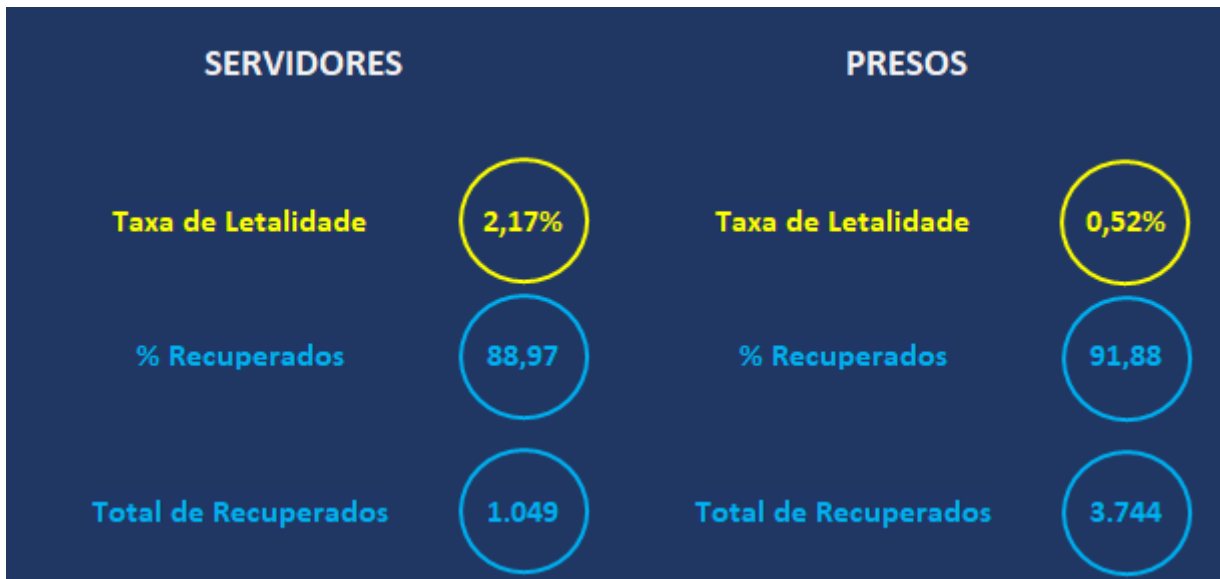 SERVIDORES
Taxa de Letalidade 2,17%
% Recuperados 88,97
Total de Recuperados 1.049
PRESOS
Taxa de Letalidade 0,52%
% Recuperados 91,88
Total de Recuperados 3.744